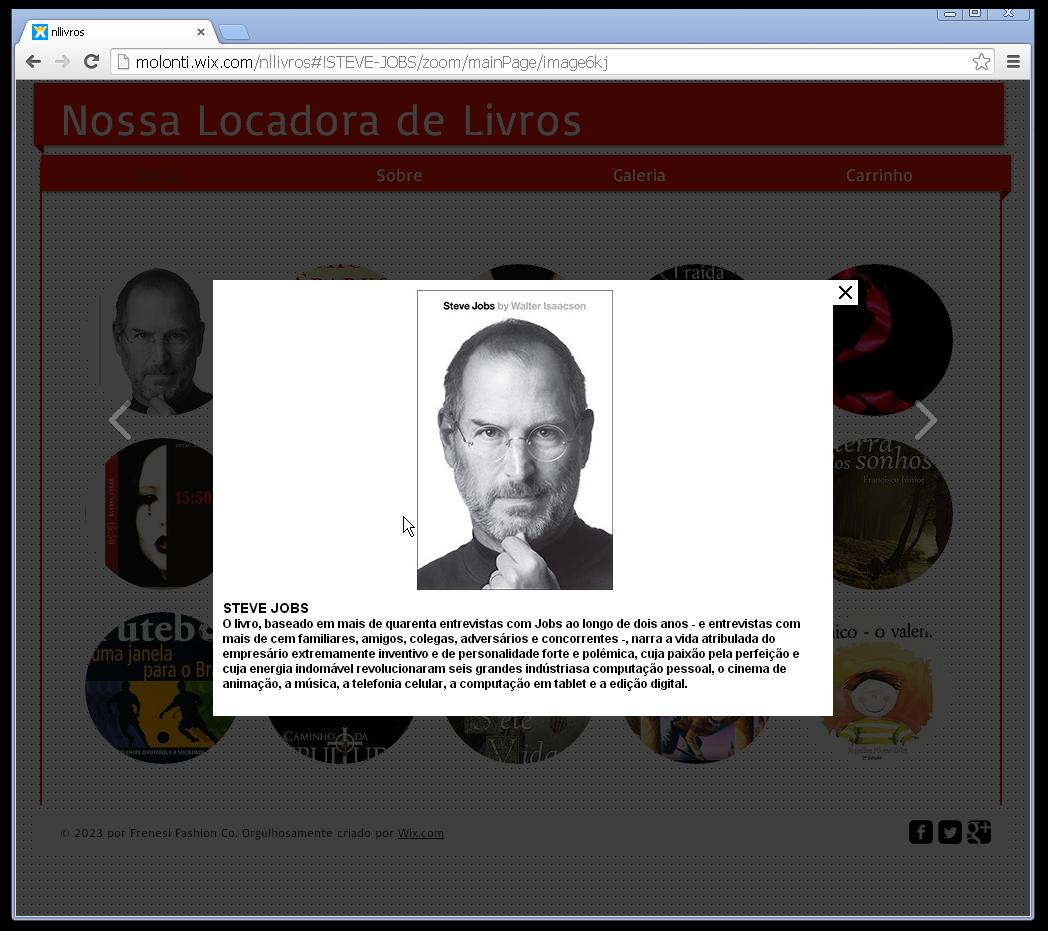 nllivros
molonti.wix.com/nllivros#!STEVE-JOBS/zoom/mainPage/image6kj
Nossa Locadora de Livros
Sobre Galeria Carrinho
Traída
Steve Jobs by Walter Isaacson
15:50
terra
os sonhos
Francisco Júnior
STEVE JOBS
O livro, baseado em mais de quarenta entrevistas com Jobs ao longo de dois anos - e entrevistas com
mais de cem familiares, amigos, colegas, adversários e concorrentes -, narra a vida atribulada do
empresário extremamente inventivo e de personalidade forte e polêmica, cuja paixão pela perfeição e
cuja energia indomável revolucionaram seis grandes indústriasa computação pessoal, o cinema de
animação, a música, a telefonia celular, a computação em tablet e a edição digital.
uma janela
para o Br
ENTRE O FUTEBOL E A SOCIEDADE
CAMINHO DA
Vida
ico - o valen
© 2023 por Frenesi Fashion Co. Orgulhosamente criado por Wix.com